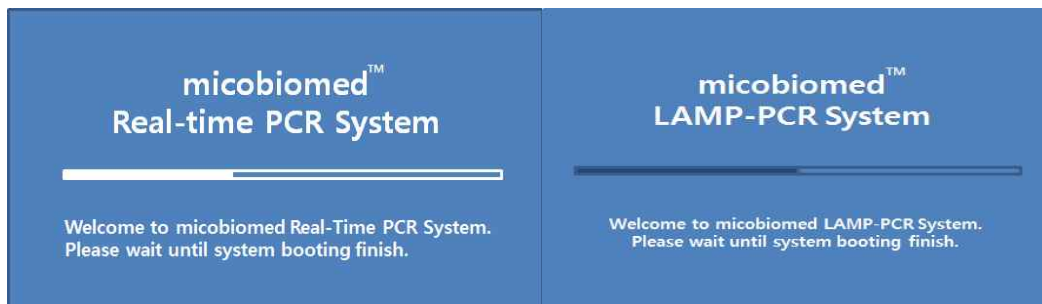 micobiomed™
Real-time PCR System
Welcome to micobiomed Real-Time PCR System.
Please wait until system booting finish.
micobiomed™
LAMP-PCR System
Welcome to micobiomed LAMP-PCR System.
Please wait until system booting finish.